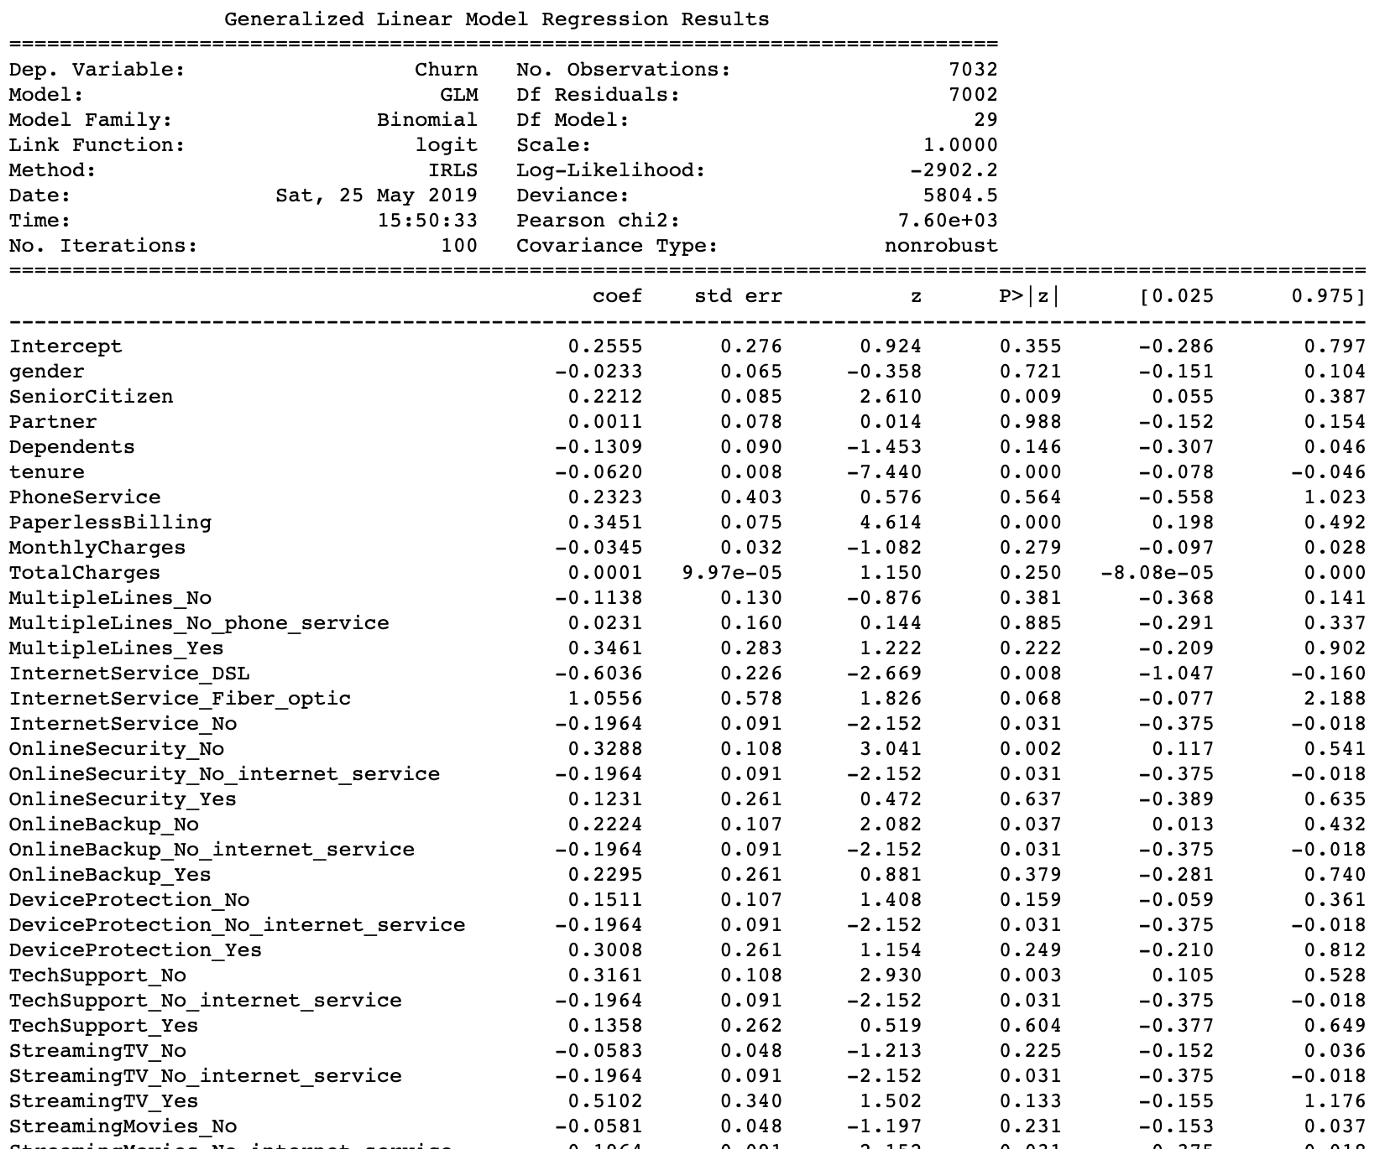 Generalized Linear Model Regression Results
==============================================================================
Dep. Variable: Churn No. Observations: 7032
Model: GLM Df Residuals: 7002
Model Family: Binomial Df Model: 29
Link Function: logit Scale: 1.0000
Method: IRLS Log-Likelihood: -2902.2
Date: Sat, 25 May 2019 Deviance: 5804.5
Time: 15:50:33 Pearson chi2: 7.60e+03
No. Iterations: 100 Covariance Type: nonrobust
===========================================================================================================
coef std err z P>|z| [0.025 0.975]
-----------------------------------------------------------------------------------------------------------
Intercept 0.2555 0.276 0.924 0.355 -0.286 0.797
gender -0.0233 0.065 -0.358 0.721 -0.151 0.104
SeniorCitizen 0.2212 0.085 2.610 0.009 0.055 0.387
Partner 0.0011 0.078 0.014 0.988 -0.152 0.154
Dependents -0.1309 0.090 -1.453 0.146 -0.307 0.046
tenure -0.0620 0.008 -7.440 0.000 -0.078 -0.046
PhoneService 0.2323 0.403 0.576 0.564 -0.558 1.023
PaperlessBilling 0.3451 0.075 4.614 0.000 0.198 0.492
MonthlyCharges -0.0345 0.032 -1.082 0.279 -0.097 0.028
TotalCharges 0.0001 9.97e-05 1.150 0.250 -8.08e-05 0.000
MultipleLines_No -0.1138 0.130 -0.876 0.381 -0.368 0.141
MultipleLines_No_phone_service 0.0231 0.160 0.144 0.885 -0.291 0.337
MultipleLines_Yes 0.3461 0.283 1.222 0.222 -0.209 0.902
InternetService_DSL -0.6036 0.226 -2.669 0.008 -1.047 -0.160
InternetService_Fiber_optic 1.0556 0.578 1.826 0.068 -0.077 2.188
InternetService_No -0.1964 0.091 -2.152 0.031 -0.375 -0.018
OnlineSecurity_No 0.3288 0.108 3.041 0.002 0.117 0.541
OnlineSecurity_No_internet_service -0.1964 0.091 -2.152 0.031 -0.375 -0.018
OnlineSecurity_Yes 0.1231 0.261 0.472 0.637 -0.389 0.635
OnlineBackup_No 0.2224 0.107 2.082 0.037 0.013 0.432
OnlineBackup_No_internet_service -0.1964 0.091 -2.152 0.031 -0.375 -0.018
OnlineBackup_Yes 0.2295 0.261 0.881 0.379 -0.281 0.740
DeviceProtection_No 0.1511 0.107 1.408 0.159 -0.059 0.361
DeviceProtection_No_internet_service -0.1964 0.091 -2.152 0.031 -0.375 -0.018
DeviceProtection_Yes 0.3008 0.261 1.154 0.249 -0.210 0.812
TechSupport_No 0.3161 0.108 2.930 0.003 0.105 0.528
TechSupport_No_internet_service -0.1964 0.091 -2.152 0.031 -0.375 -0.018
TechSupport_Yes 0.1358 0.262 0.519 0.604 -0.377 0.649
StreamingTV_No -0.0583 0.048 -1.213 0.225 -0.152 0.036
StreamingTV_No_internet_service -0.1964 0.091 -2.152 0.031 -0.375 -0.018
StreamingTV_Yes 0.5102 0.340 1.502 0.133 -0.155 1.176
StreamingMovies_No -0.0581 0.048 -1.197 0.231 -0.153 0.037